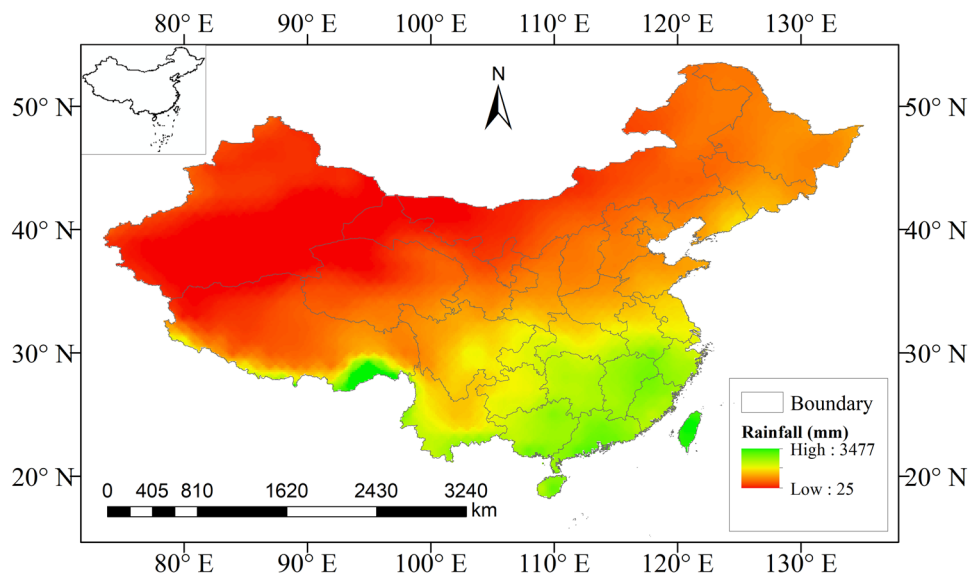 80° E 90° E 100° E 110° E 120° E 130° E
N
50° N 50° N
40° N 40° N
30° N 30° N
20° N 20° N
Boundary
Rainfall (mm)
High : 3477
Low : 25
0 405 810 1620 2430 3240
km
80° E 90° E 100° E 110° E 120° E 130° E